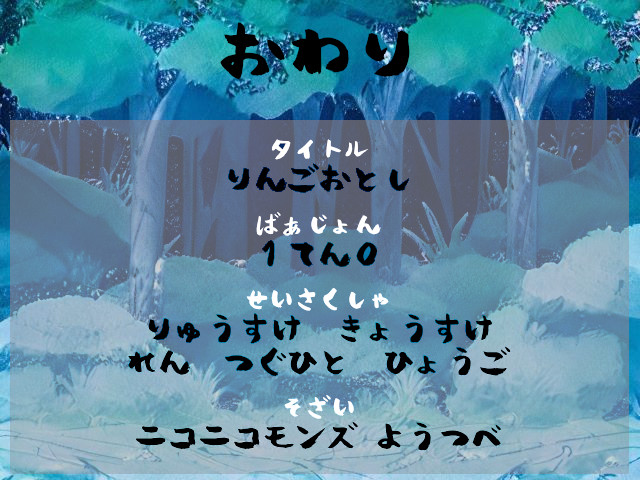 おわり
タイトル
りんごおとし
ばぁじょん
1てん0
せいさくしゃ
りゅうすけ　きょうすけ
れん　つぐひと　ひょうご
そざい
ニコニコモンズ ようつべ